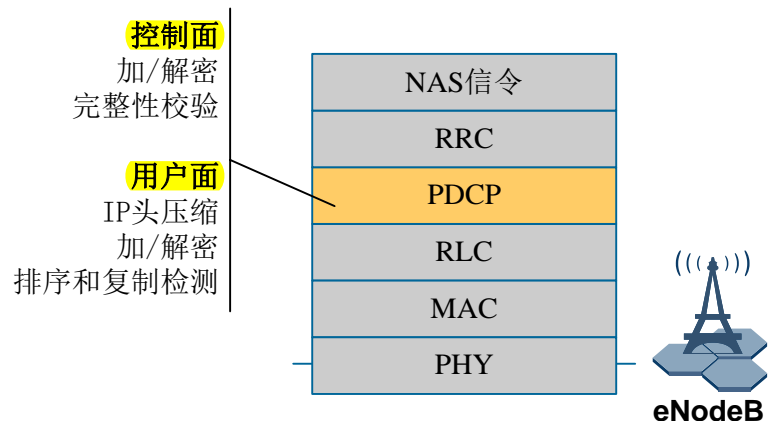 控制面
加/解密
完整性校验
用户面
IP头压缩
加/解密
排序和复制检测
NAS信令
RRC
PDCP
RLC
MAC
PHY
eNodeB